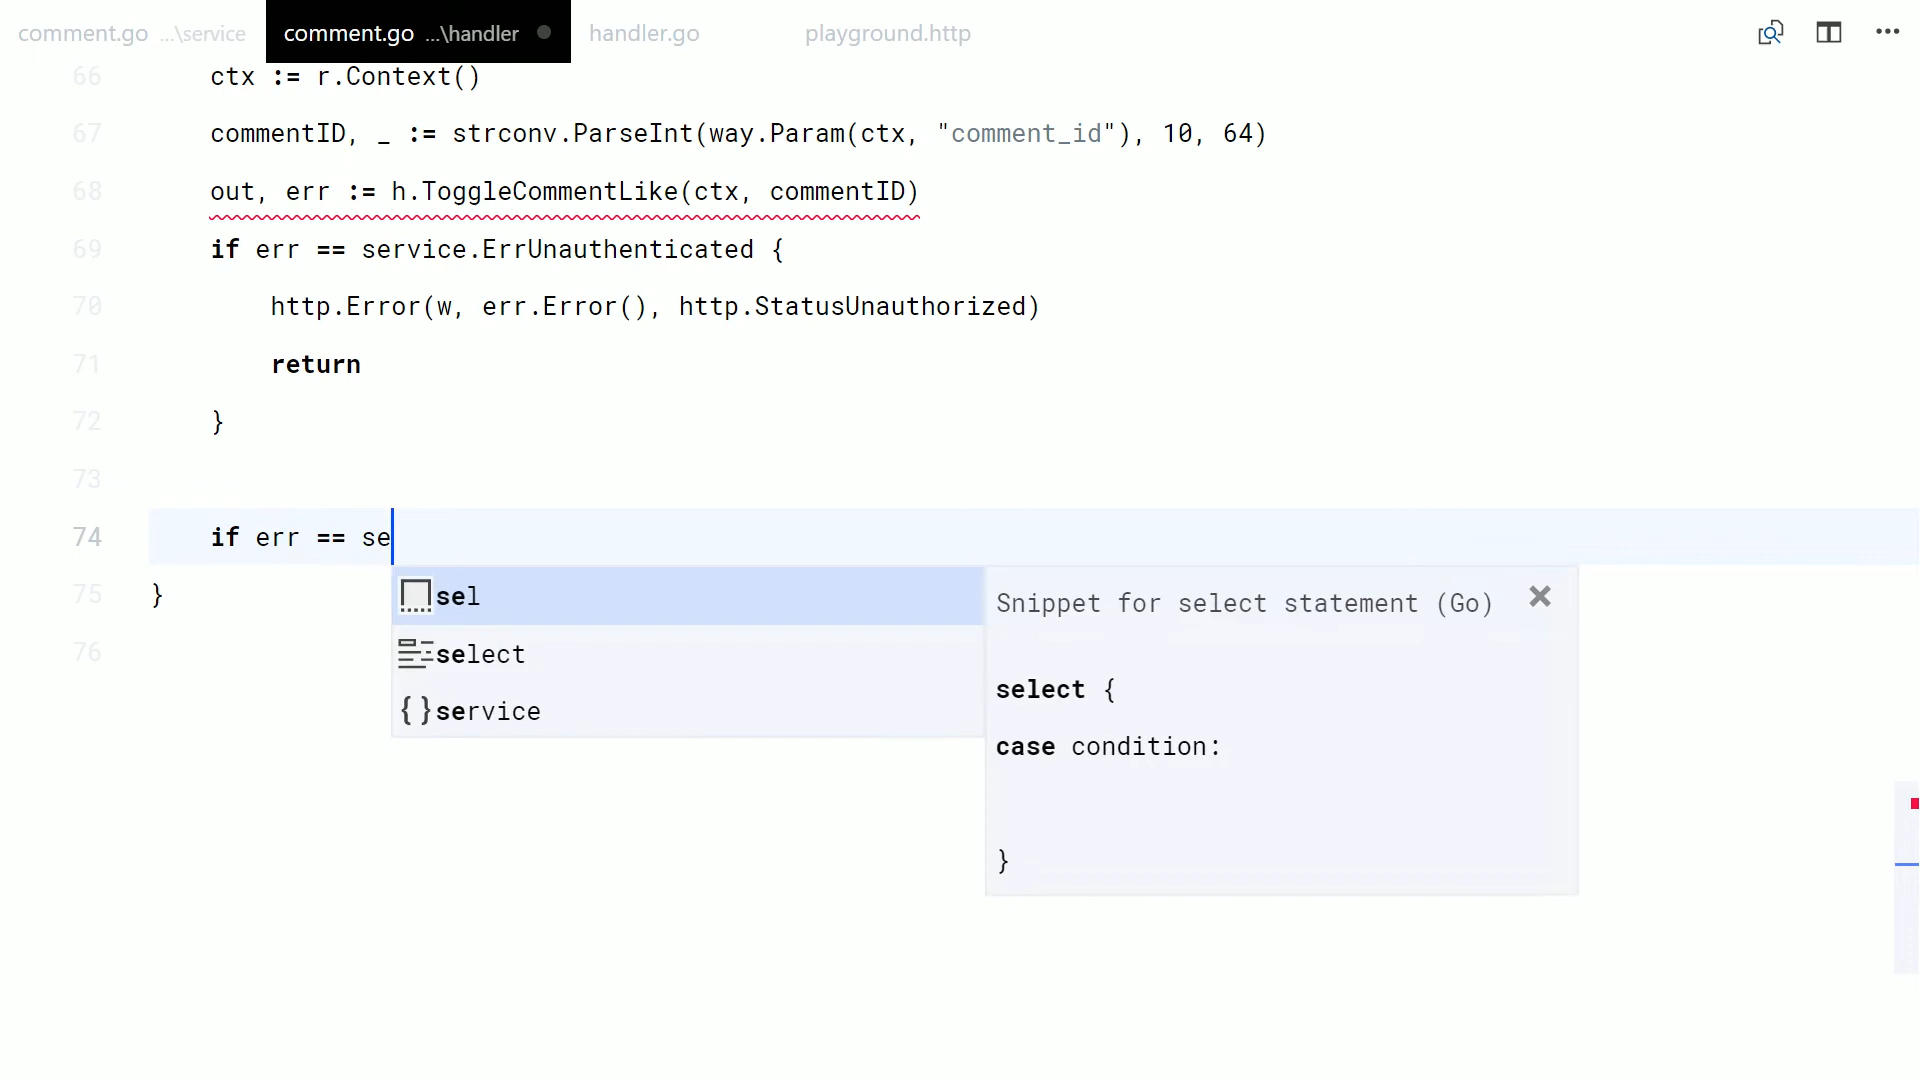 comment.go ...\service comment.go ...\handler handler.go playground.http
66 ctx := r.Context()
67 commentID, _ := strconv.ParseInt(way.Param(ctx, "comment_id"), 10, 64)
68 out, err := h.ToggleCommentLike(ctx, commentID)
69 if err == service.ErrUnauthenticated {
70 http.Error(w, err.Error(), http.StatusUnauthorized)
71 return
72 }
73
74 if err == se
75 }
76
sel
select
{}service
Snippet for select statement (Go)
select {
case condition:
}